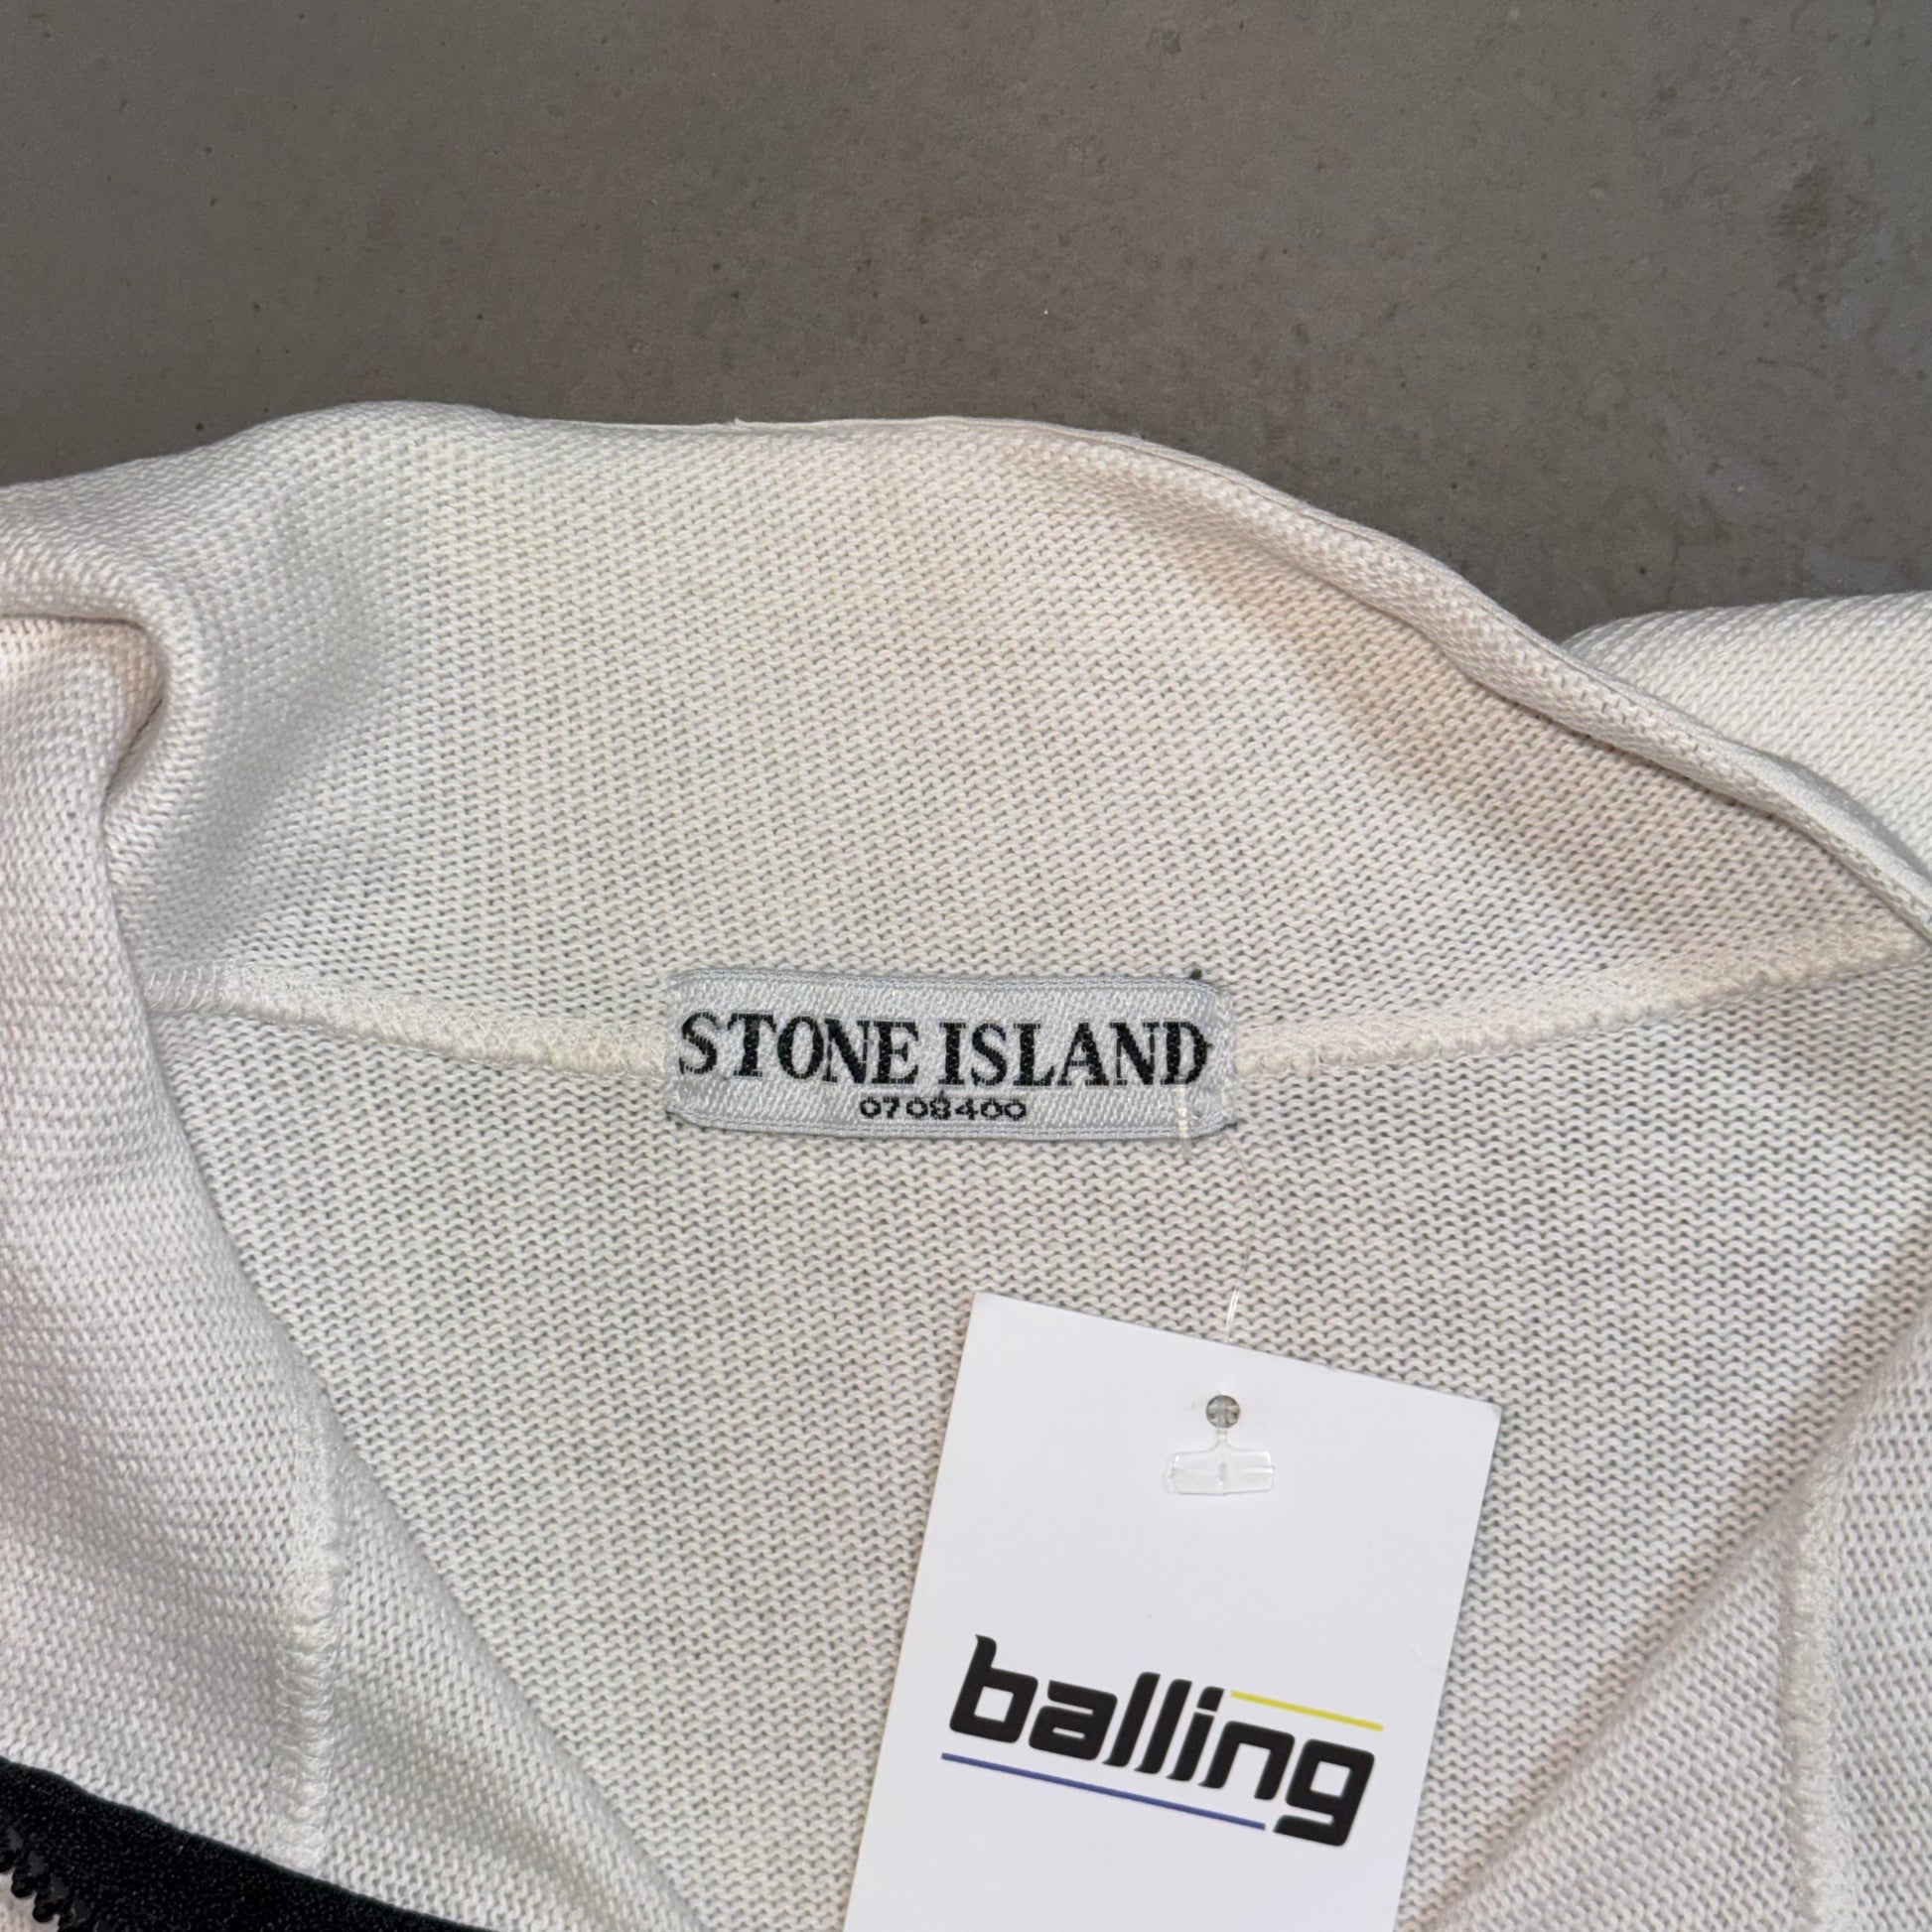 STONE ISLAND
0708400
balling